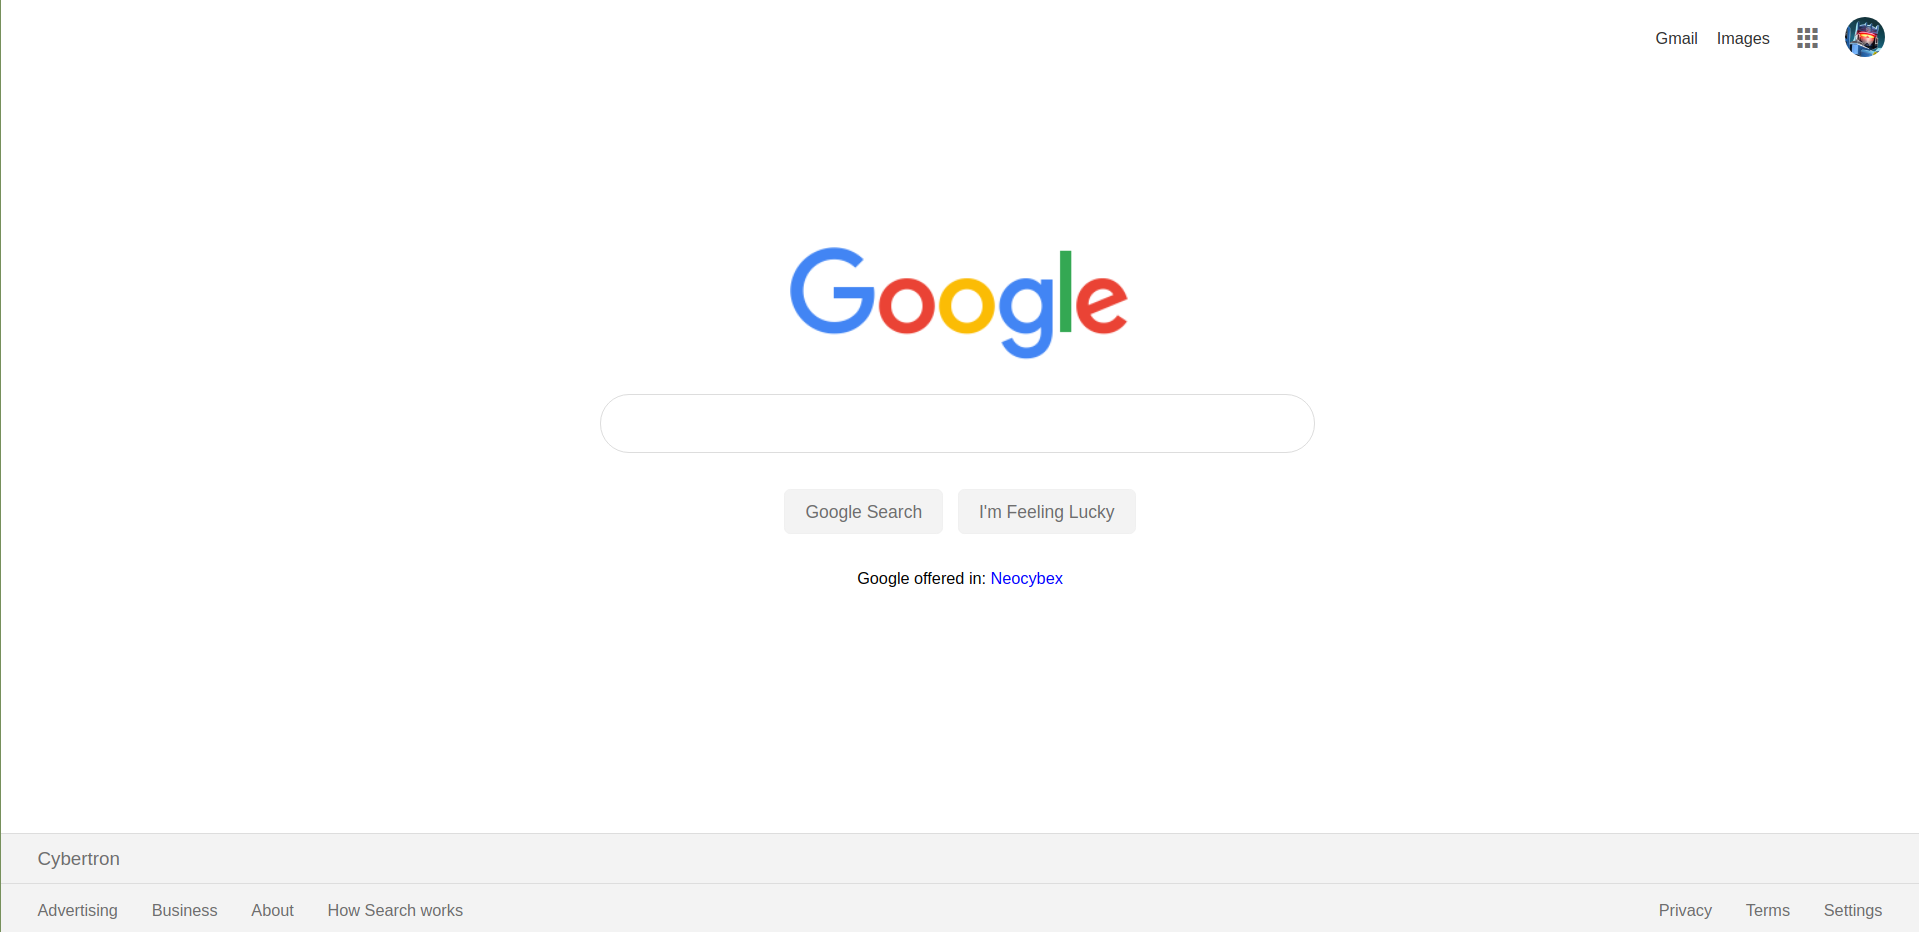 Gmail Images
Google
Google Search I'm Feeling Lucky
Google offered in: Neocybex
Cybertron
Advertising Business About How Search works Privacy Terms Settings